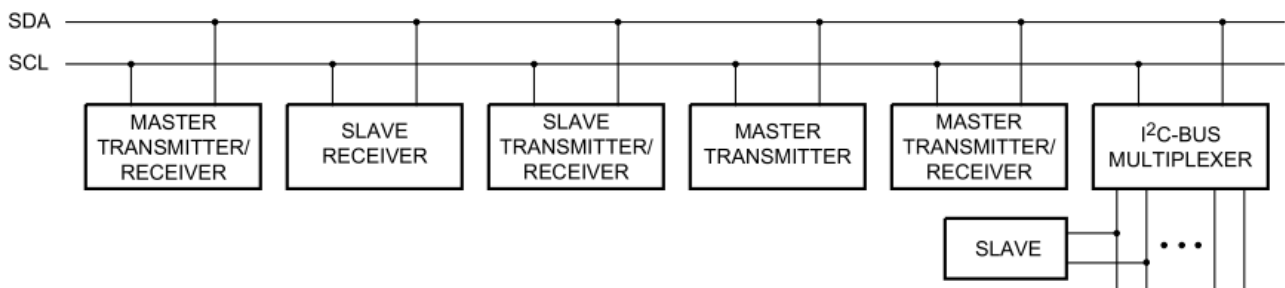 SDA
SCL
MASTER
TRANSMITTER/
RECEIVER
SLAVE
RECEIVER
SLAVE
TRANSMITTER/
RECEIVER
MASTER
TRANSMITTER
MASTER
TRANSMITTER/
RECEIVER
I²C-BUS
MULTIPLEXER
SLAVE